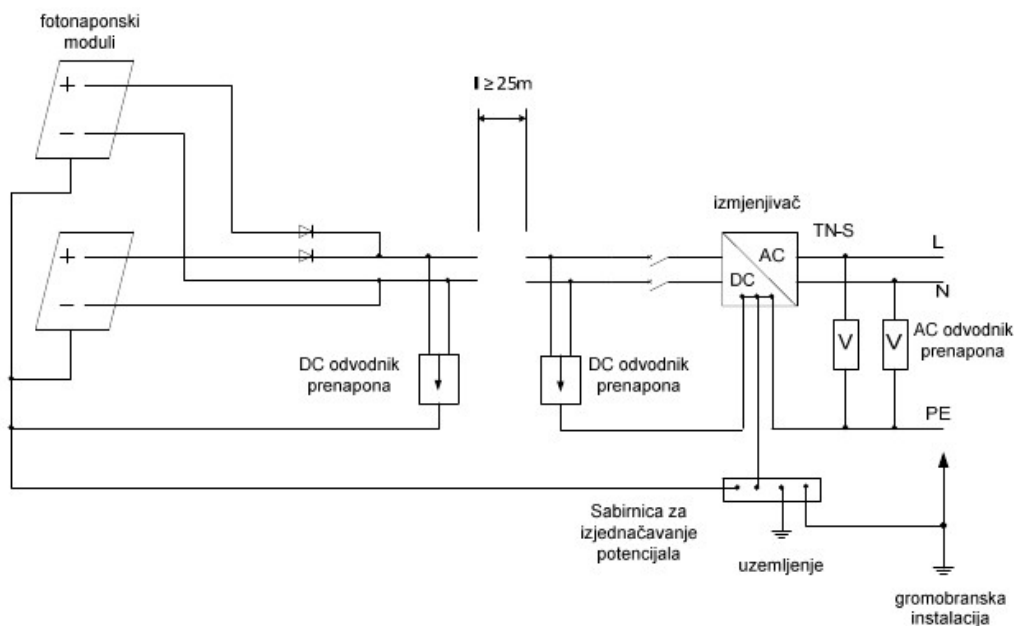 fotonaponski
moduli
+
−
l ≥ 25m
izmjenjivač
+
−
AC
DC
TN-S
L
N
V
V
AC odvodnik
prenapona
DC odvodnik
prenapona
DC odvodnik
prenapona
PE
Sabirnica za
izjednačavanje
potencijala
uzemljenje
gromobranska
instalacija